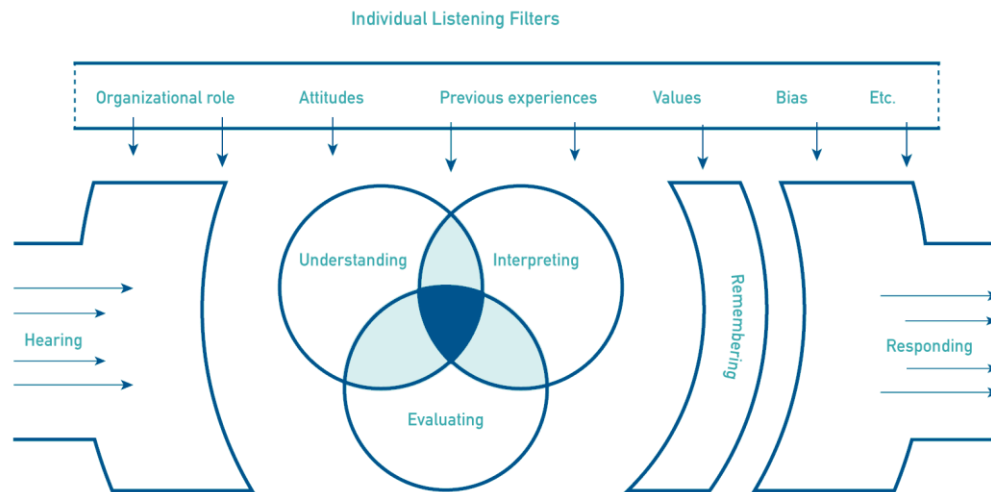 Individual Listening Filters
Organizational role Attitudes Previous experiences Values Bias Etc.
Understanding Interpreting
Remembering
Hearing Responding
Evaluating